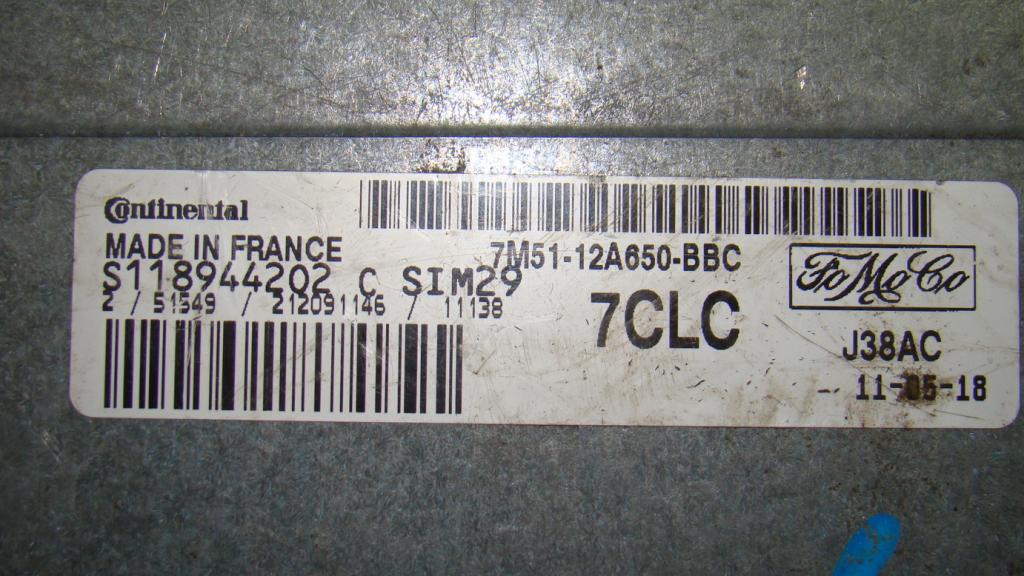 Continental
MADE IN FRANCE
S118944202 C SIM29
2 / 51549 / 212091146 / 11138
7M51-12A650-BBC
7CLC
FoMoCo
J38AC
11-05-18